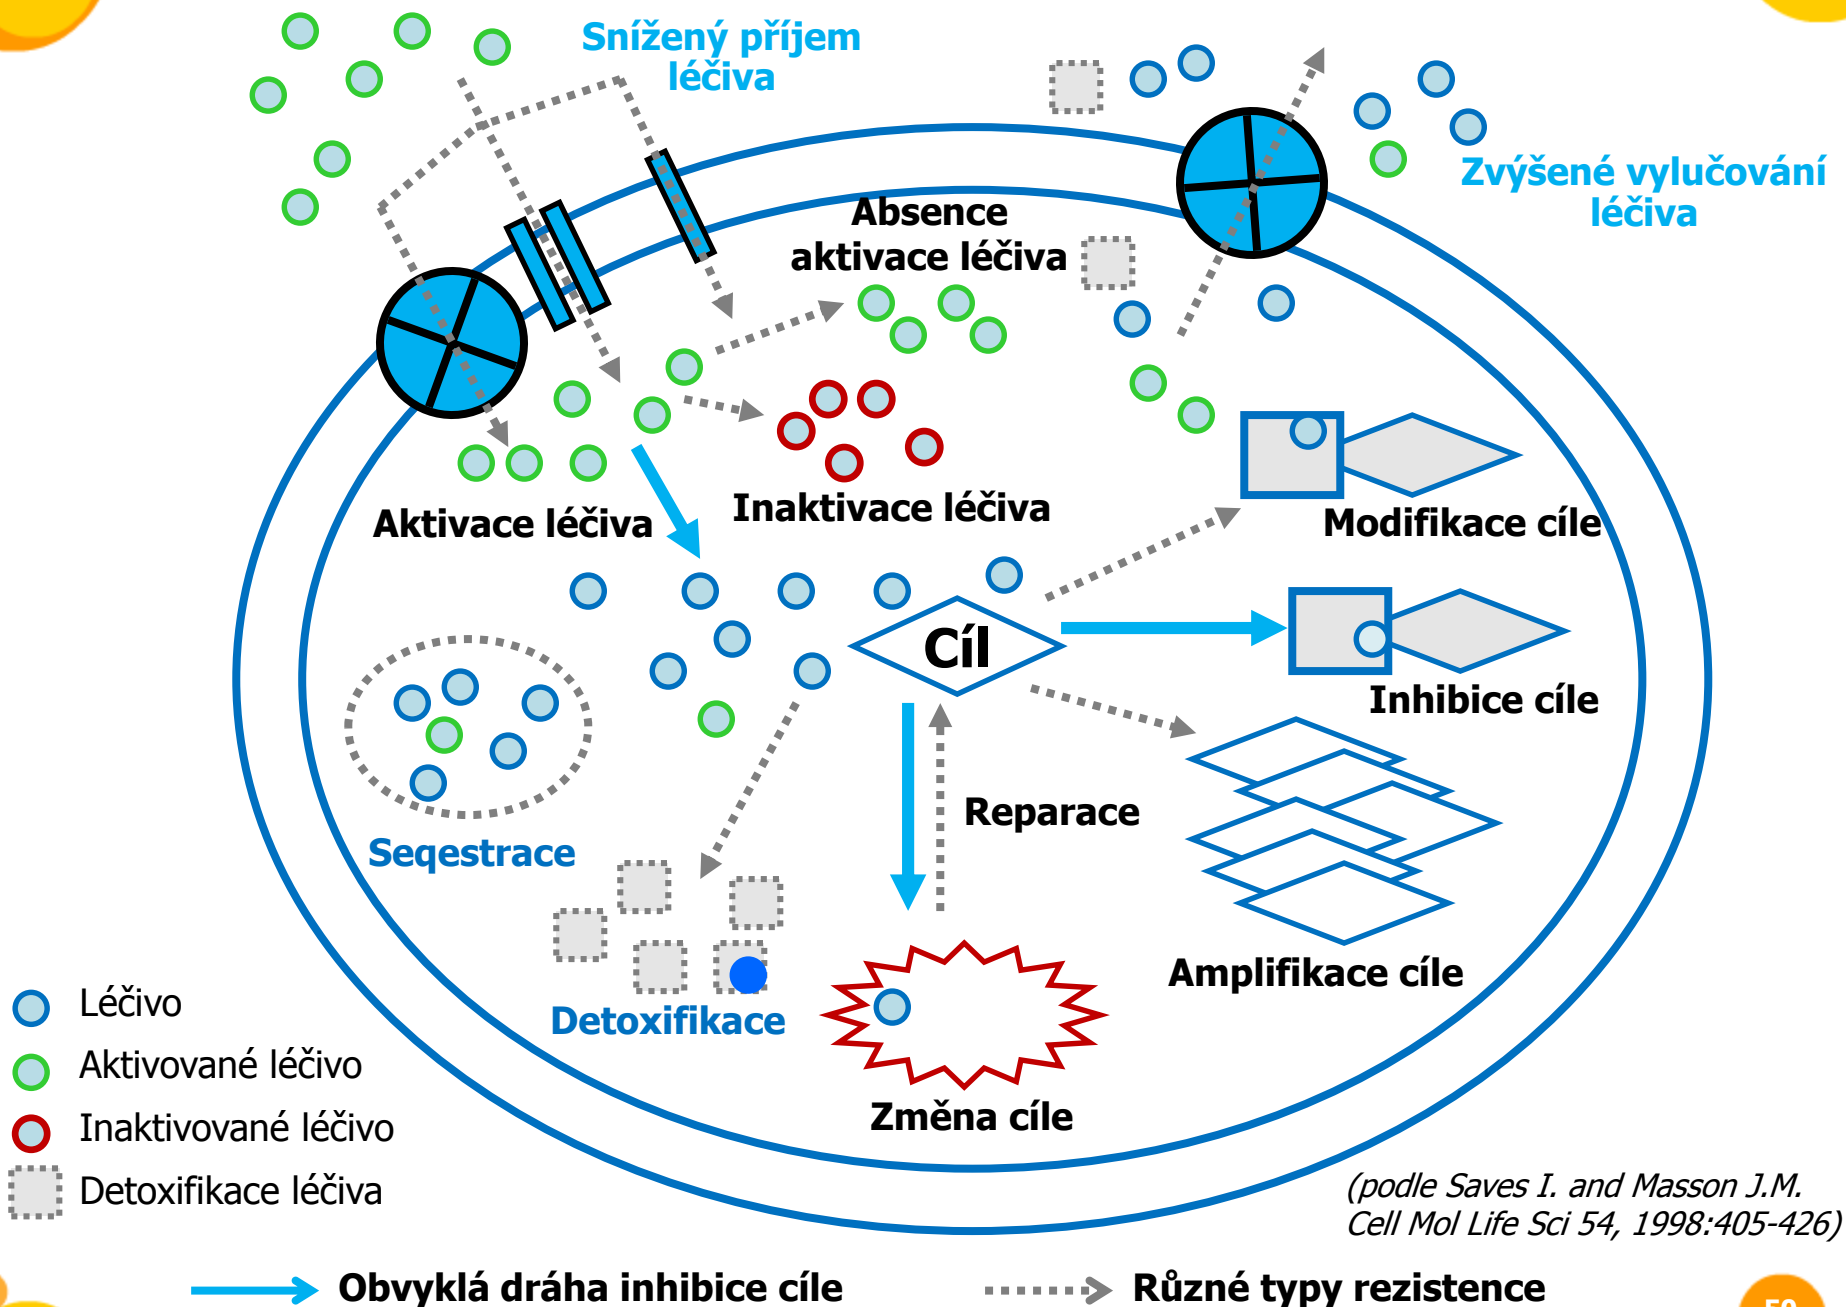 Snížený příjem
léčiva
Zvýšené vylučování
léčiva
Absence
aktivace léčiva
Aktivace léčiva
Inaktivace léčiva
Modifikace cíle
Cíl
Inhibice cíle
Reparace
Seqestrace
Amplifikace cíle
Detoxifikace
Změna cíle
Léčivo
Aktivované léčivo
Inaktivované léčivo
Detoxifikace léčiva
(podle Saves I. and Masson J.M.
Cell Mol Life Sci 54, 1998:405-426)
Obvyklá dráha inhibice cíle
Různé typy rezistence